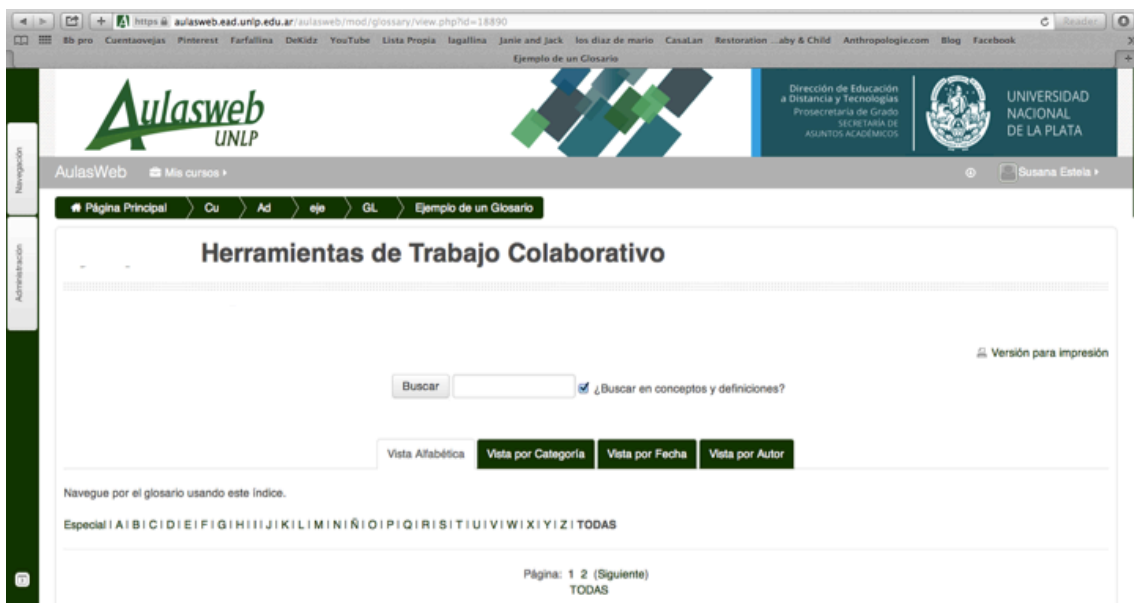 https aulasweb.ead.unlp.edu.ar/aulasweb/mod/glossary/view.php?id=18890
Reader
Bb pro Cuentaovejas Pinterest Farfallina DeKidz YouTube Lista Propia lagallina Janie and Jack los diaz de mario CasaLan Restoration ...aby & Child Anthropologie.com Blog Facebook
Ejemplo de un Glosario
Aulasweb
UNLP
Dirección de Educación
a Distancia y Tecnologías
Prosecretaría de Grado
SECRETARÍA DE
ASUNTOS ACADÉMICOS
UNIVERSIDAD
NACIONAL
DE LA PLATA
Navegación
Administración
AulasWeb Mis cursos Susana Estela
Página Principal Cu Ad eje GL Ejemplo de un Glosario
Herramientas de Trabajo Colaborativo
Versión para impresión
Buscar ¿Buscar en conceptos y definiciones?
Vista Alfabética Vista por Categoría Vista por Fecha Vista por Autor
Navegue por el glosario usando este índice.
Especial | A | B | C | D | E | F | G | H | I | J | K | L | M | N | Ñ | O | P | Q | R | S | T | U | V | W | X | Y | Z | TODAS
Página: 1 2 (Siguiente)
TODAS